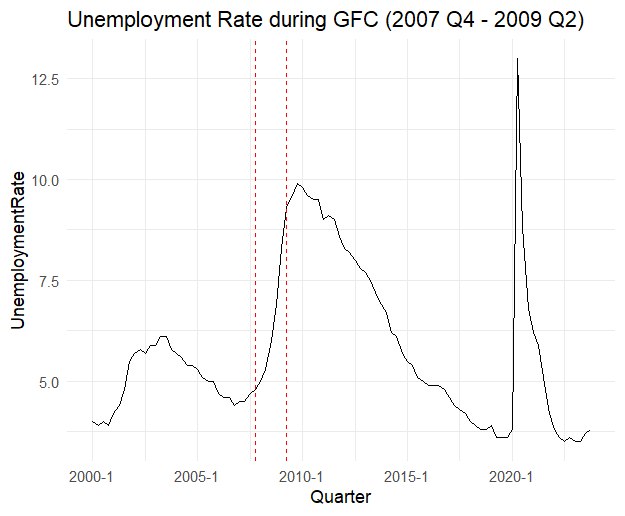 Unemployment Rate during GFC (2007 Q4 - 2009 Q2)
12.5
10.0
7.5
5.0
UnemploymentRate
2000-1 2005-1 2010-1 2015-1 2020-1
Quarter